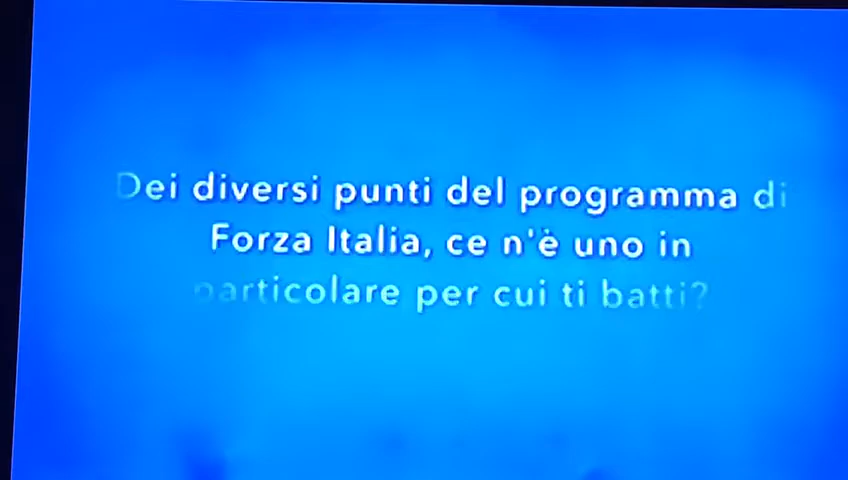 Dei diversi punti del programma di
Forza Italia, ce n'è uno in
particolare per cui ti batti?